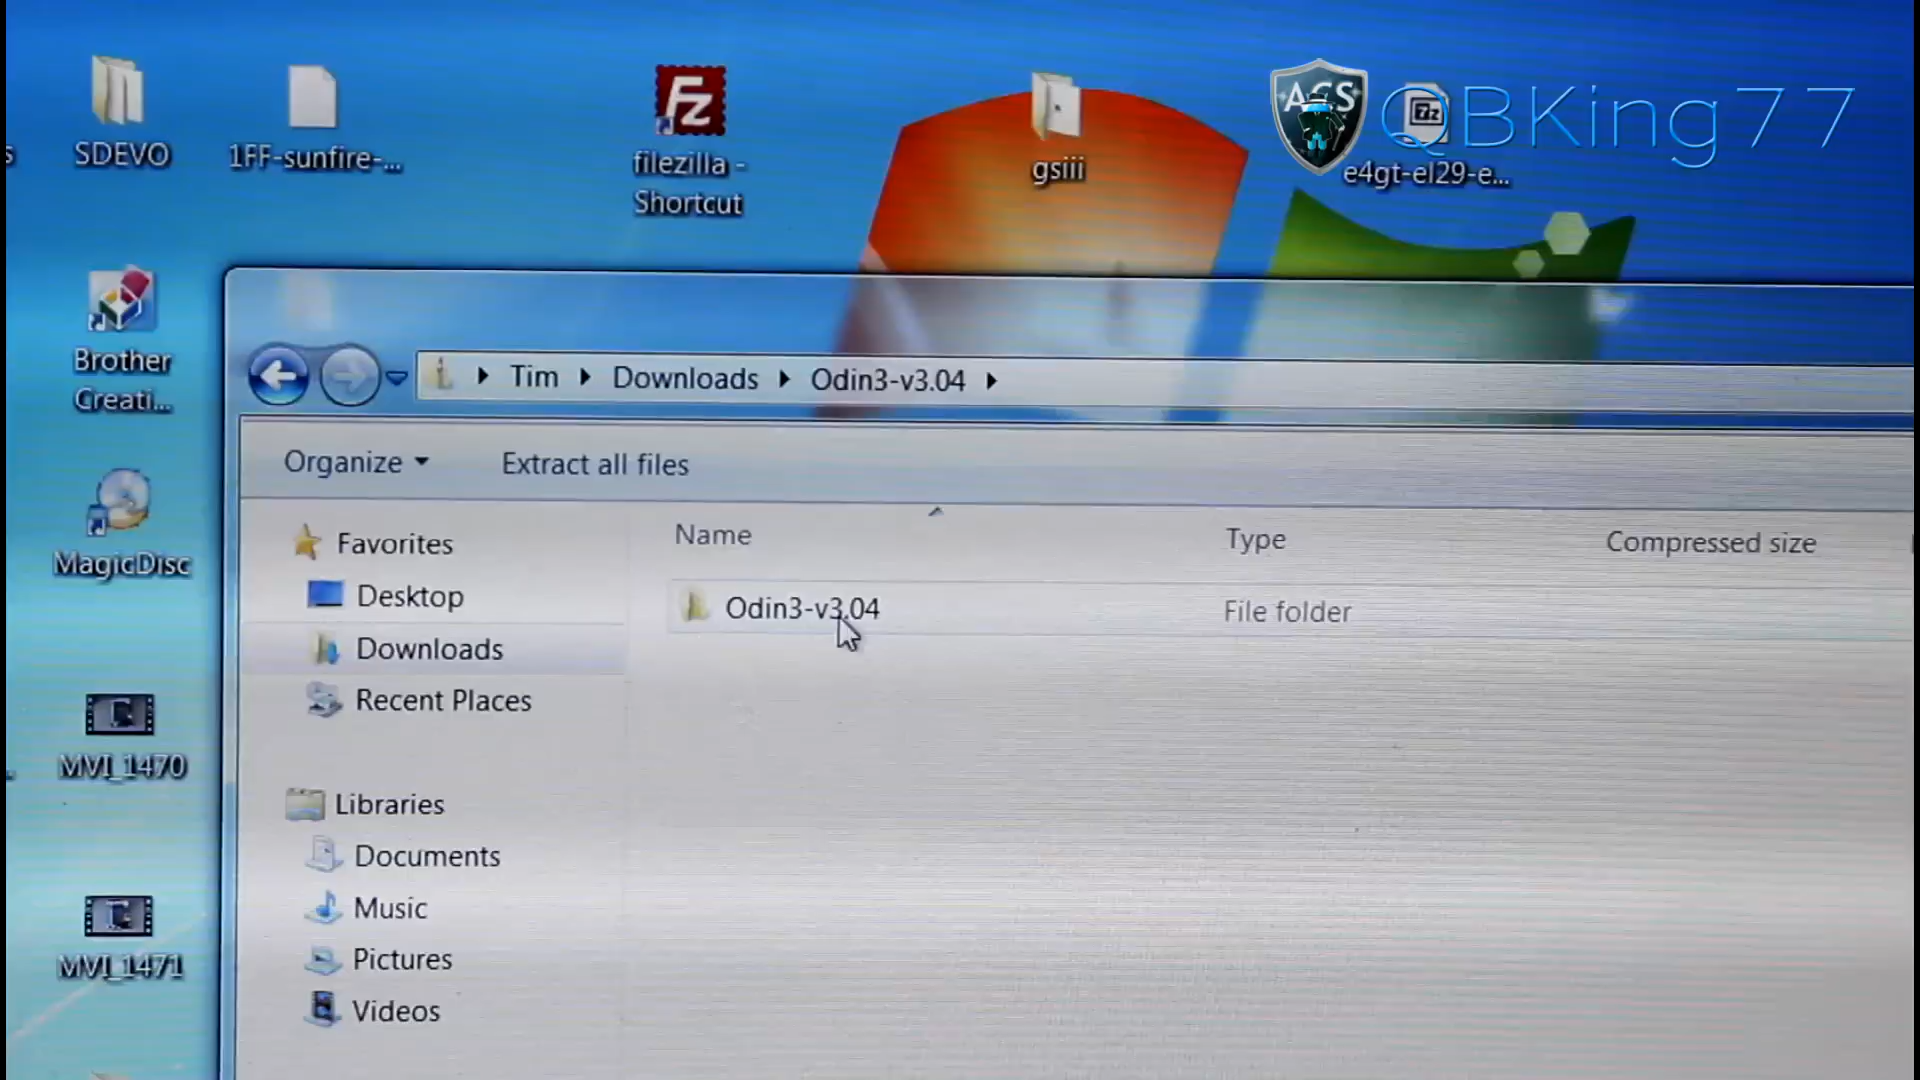 SDEVO
1FF-sunfire-...
filezilla -
Shortcut
gsiii
ACS
QBKing77
e4gt-el29-e...
Brother
Creati...
Tim
Downloads
Odin3-v3.04
Organize
Extract all files
MagicDisc
Name
Type
Compressed size
Favorites
Desktop
Odin3-v3.04
File folder
Downloads
Recent Places
MVI_1470
Libraries
Documents
Music
MVI_1471
Pictures
Videos